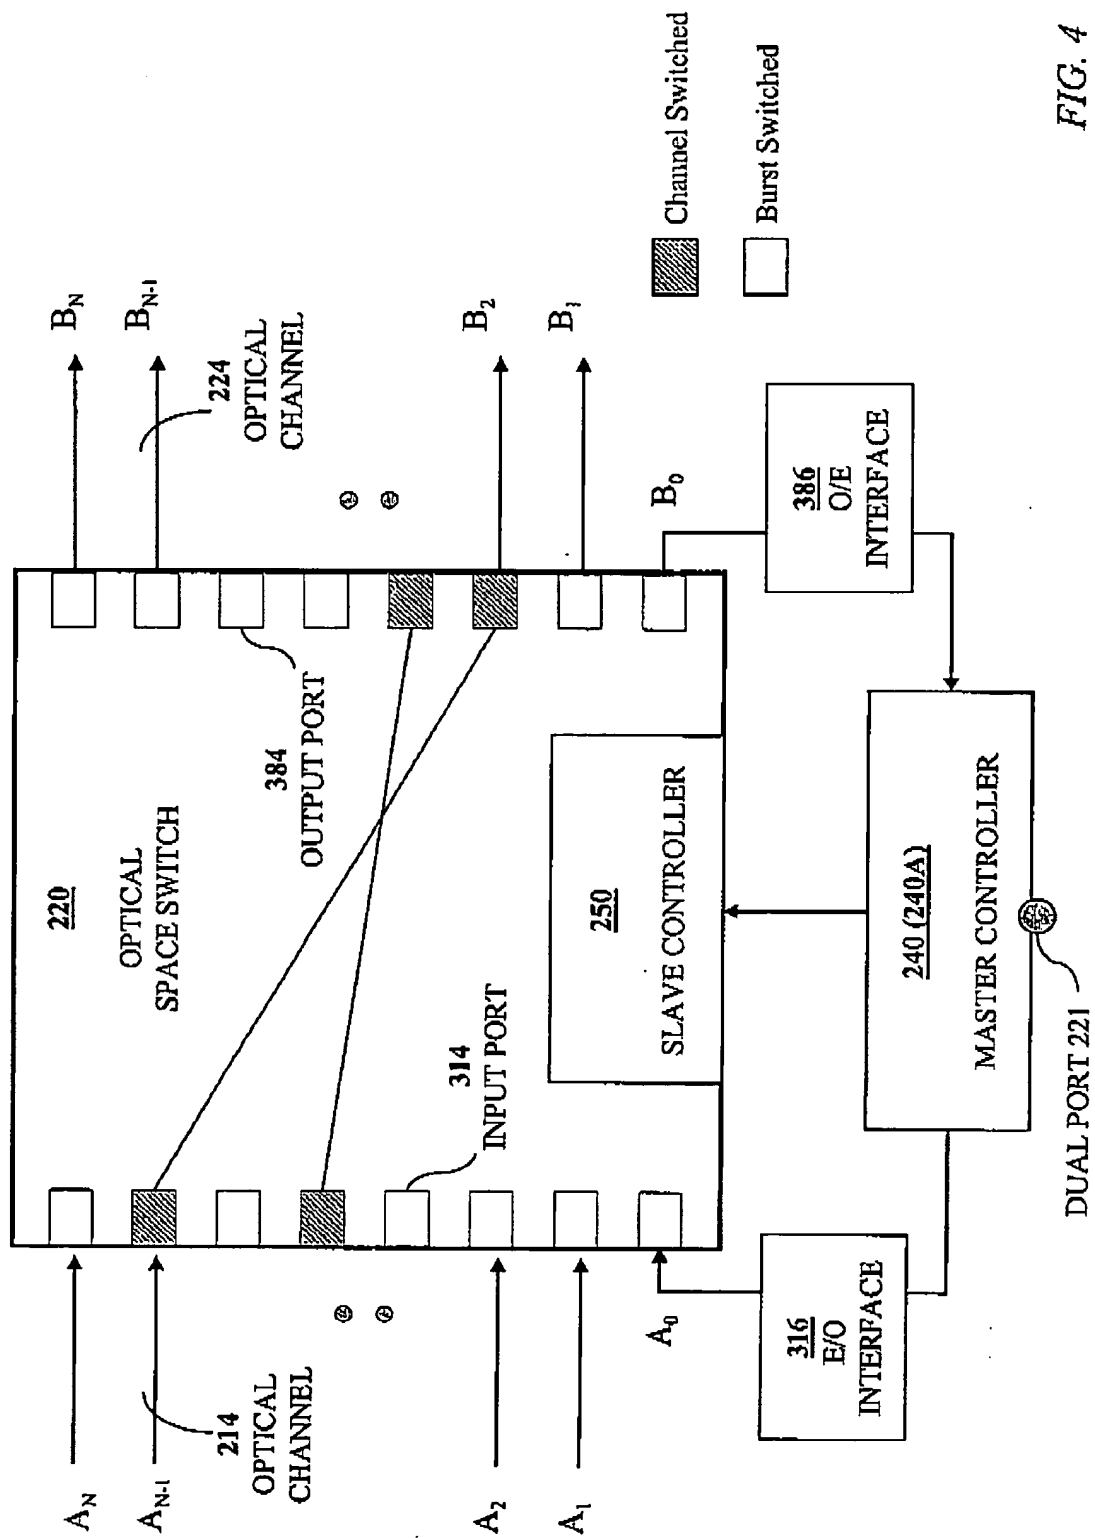 A_N
A_N-1
214
OPTICAL
CHANNEL
A_2
A_1
A_0
220
OPTICAL
SPACE SWITCH
384
OUTPUT PORT
314
INPUT PORT
250
SLAVE CONTROLLER
B_N
B_N-1
224
OPTICAL
CHANNEL
B_2
B_1
B_0
316
E/O
INTERFACE
240 (240A)
MASTER CONTROLLER
DUAL PORT 221
386
O/E
INTERFACE
Channel Switched
Burst Switched
FIG. 4